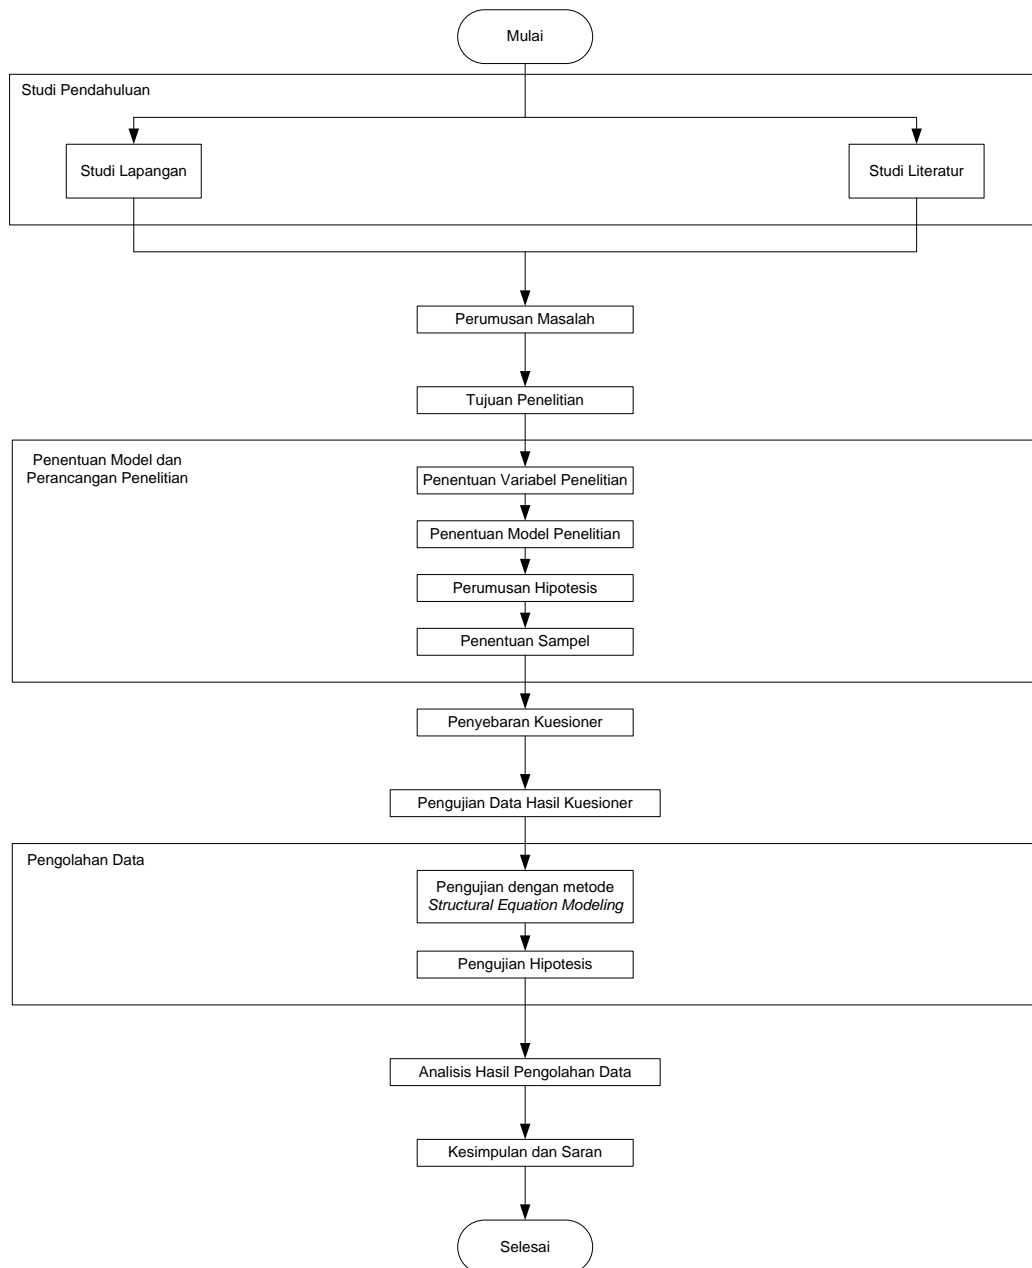 Mulai
Studi Pendahuluan
Studi Lapangan
Studi Literatur
Perumusan Masalah
Tujuan Penelitian
Penentuan Model dan
Perancangan Penelitian
Penentuan Variabel Penelitian
Penentuan Model Penelitian
Perumusan Hipotesis
Penentuan Sampel
Penyebaran Kuesioner
Pengujian Data Hasil Kuesioner
Pengolahan Data
Pengujian dengan metode
Structural Equation Modeling
Pengujian Hipotesis
Analisis Hasil Pengolahan Data
Kesimpulan dan Saran
Selesai